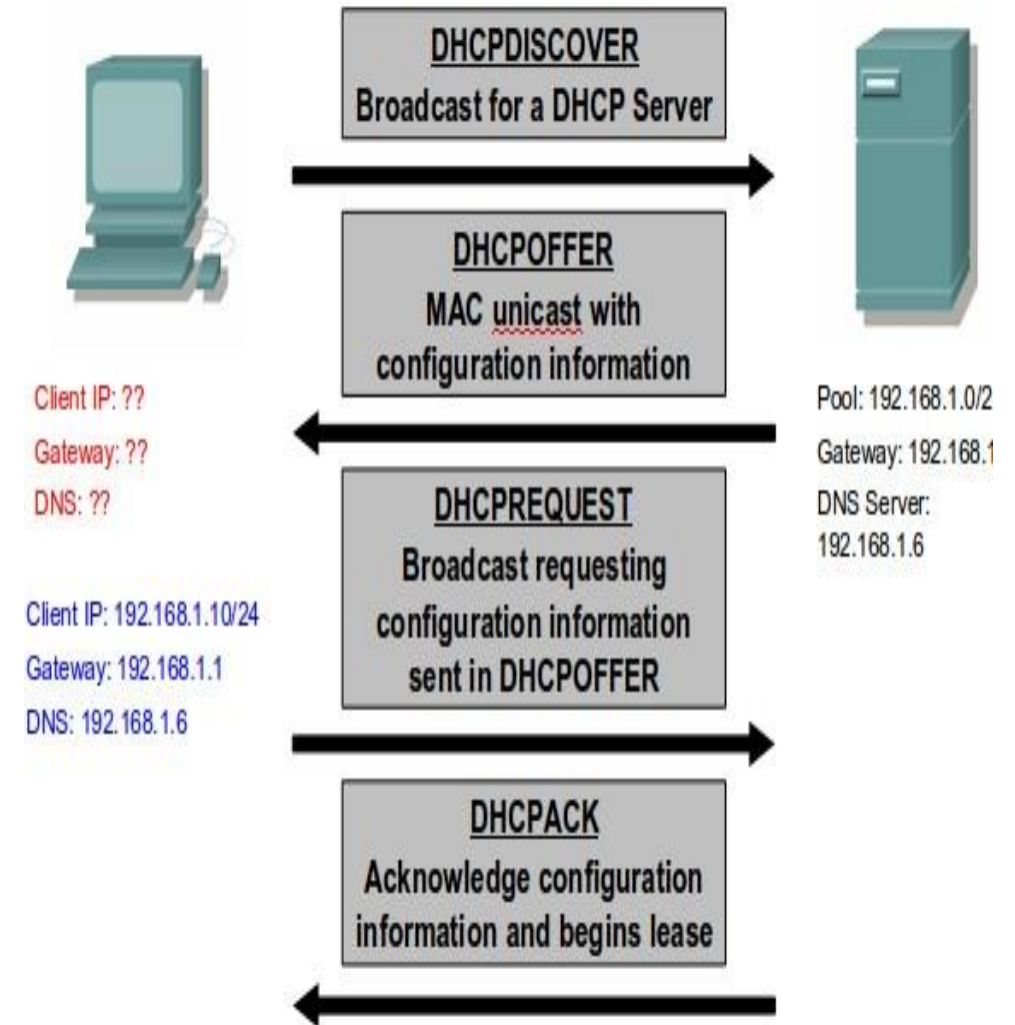 DHCPDISCOVER
Broadcast for a DHCP Server
DHCPOFFER
MAC unicast with
configuration information
Client IP: ??
Gateway: ??
DNS: ??
Pool: 192.168.1.0/2
Gateway: 192.168.1
DNS Server:
192.168.1.6
DHCPREQUEST
Broadcast requesting
configuration information
sent in DHCPOFFER
Client IP: 192.168.1.10/24
Gateway: 192.168.1.1
DNS: 192.168.1.6
DHCPACK
Acknowledge configuration
information and begins lease